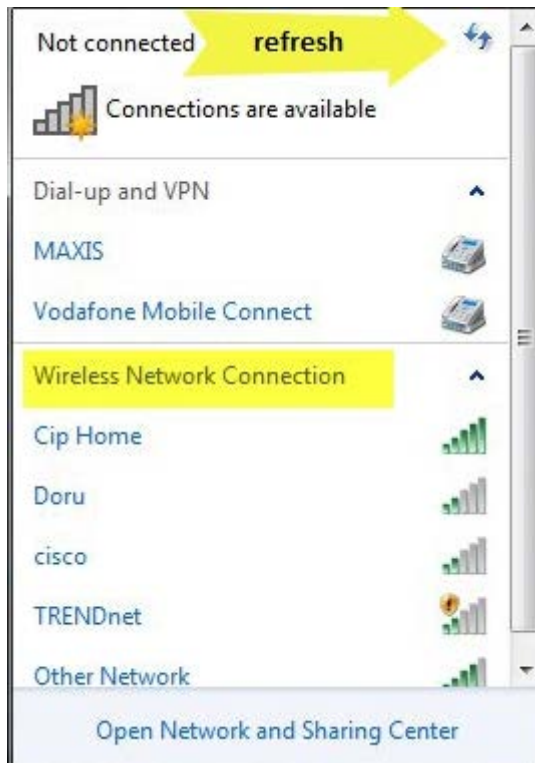 Not connected refresh
Connections are available
Dial-up and VPN
MAXIS
Vodafone Mobile Connect
Wireless Network Connection
Cip Home
Doru
cisco
TRENDnet
Other Network
Open Network and Sharing Center